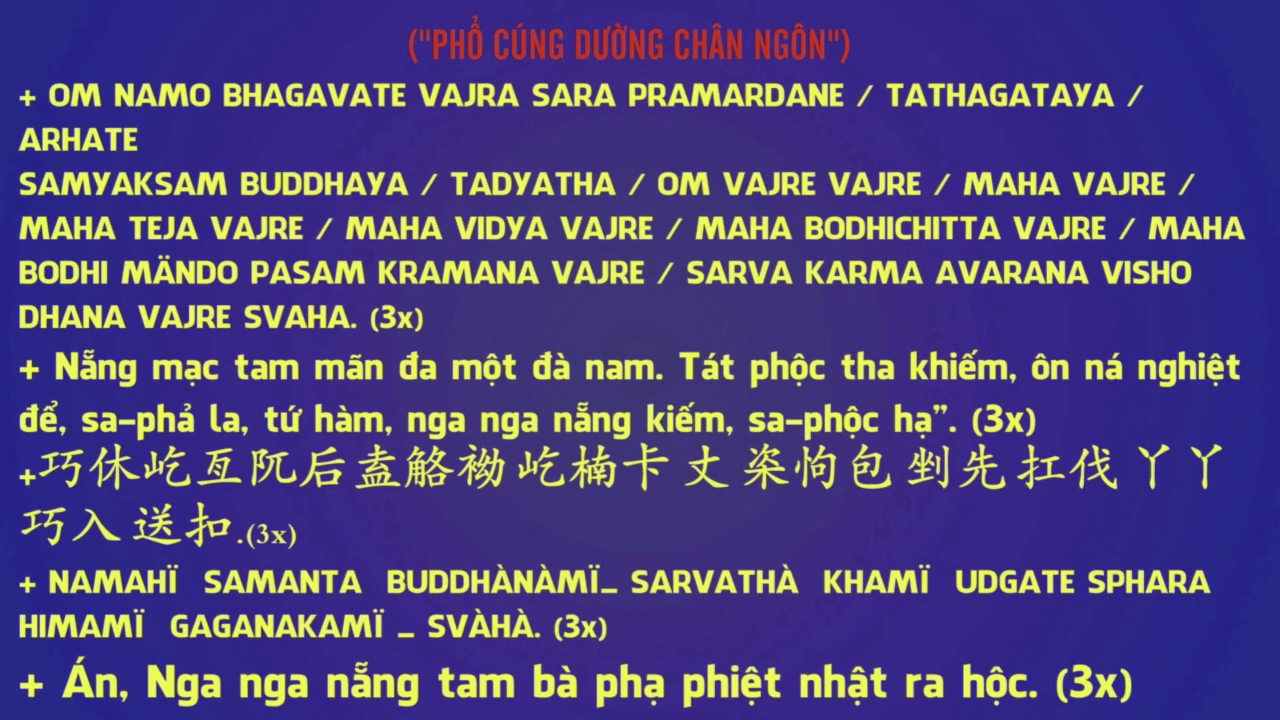 ("PHỔ CÚNG DƯỜNG CHÂN NGÔN")
+ OM NAMO BHAGAVATE VAJRA SARA PRAMARDANE / TATHAGATAYA /
ARHATE
SAMYAKSAM BUDDHAYA / TADYATHA / OM VAJRE VAJRE / MAHA VAJRE /
MAHA TEJA VAJRE / MAHA VIDYA VAJRE / MAHA BODHICHITTA VAJRE / MAHA
BODHI MÄNDO PASAM KRAMANA VAJRE / SARVA KARMA AVARANA VISHO
DHANA VAJRE SVAHA. (3x)
+ Nẵng mạc tam mãn đa một đà nam. Tát phộc tha khiếm, ôn ná nghiệt
để, sa-phả la, tứ hàm, nga nga nẵng kiếm, sa-phộc hạ”. (3x)
+巧休屹亙阢后盍觡袎屹楠卡丈粢怐包剉先扛伐丫丫
巧入送扣.(3x)
+ NAMAHÏ SAMANTA BUDDHÀNÀMÏ_ SARVATHÀ KHAMÏ UDGATE SPHARA
HIMAMÏ GAGANAKAMÏ _ SVÀHÀ. (3x)
+ Án, Nga nga nẵng tam bà phạ phiệt nhật ra hộc. (3x)